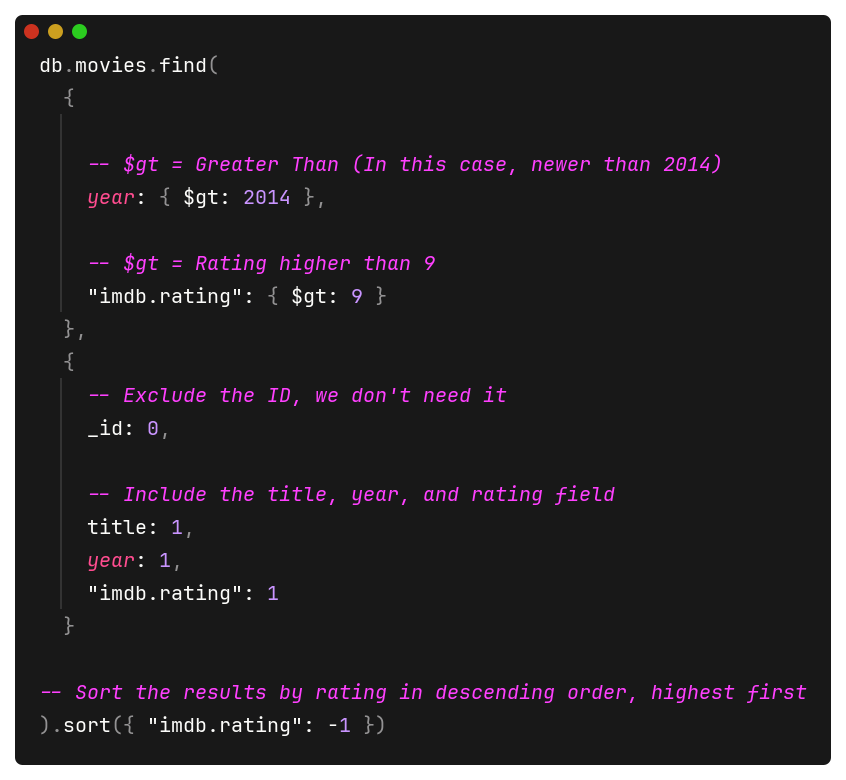 db.movies.find(
{
-- $gt = Greater Than (In this case, newer than 2014)
year: { $gt: 2014 },
-- $gt = Rating higher than 9
"imdb.rating": { $gt: 9 }
},
{
-- Exclude the ID, we don't need it
_id: 0,
-- Include the title, year, and rating field
title: 1,
year: 1,
"imdb.rating": 1
}
-- Sort the results by rating in descending order, highest first
).sort({ "imdb.rating": -1 })